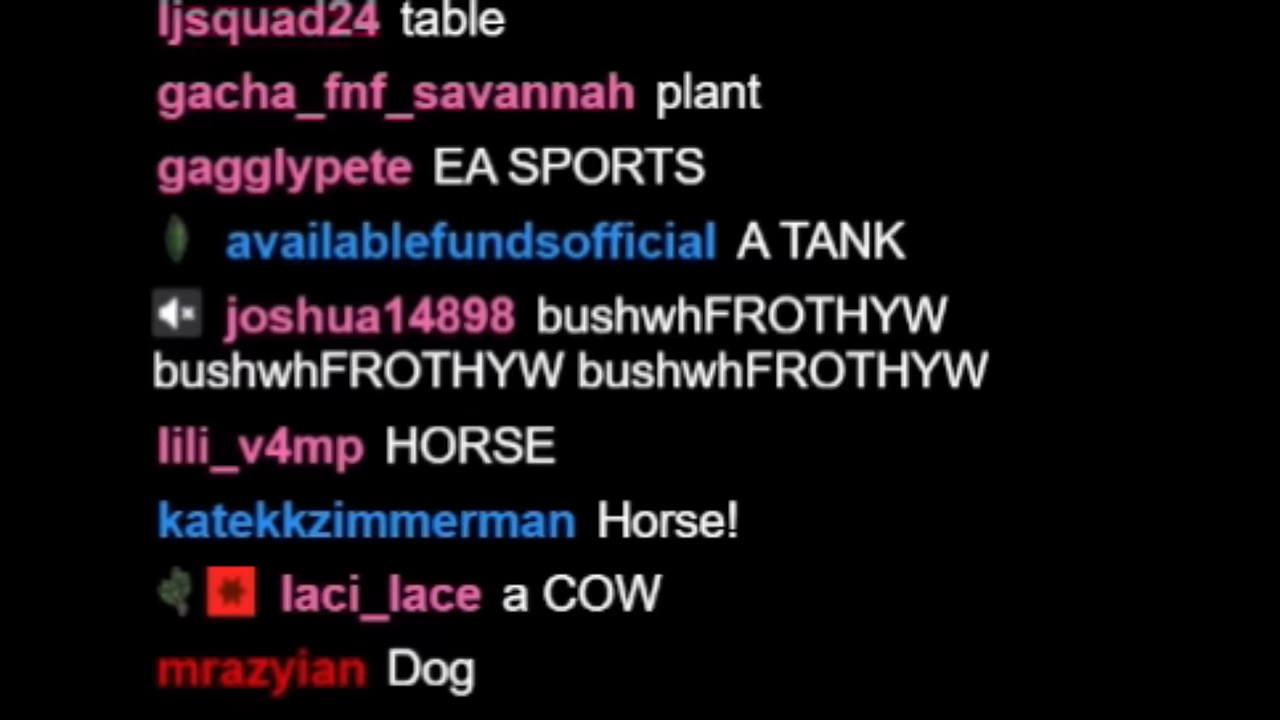 ljsquad24 table
gacha_fnf_savannah plant
gagglypete EA SPORTS
availablefundsofficial A TANK
joshua14898 bushwhFROTHYW
bushwhFROTHYW bushwhFROTHYW
lili_v4mp HORSE
katekkzimmerman Horse!
laci_lace a COW
mrazyian Dog